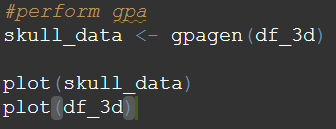 #perform gpa
skull_data <- gpagen(df_3d)
plot(skull_data)
plot(df_3d)